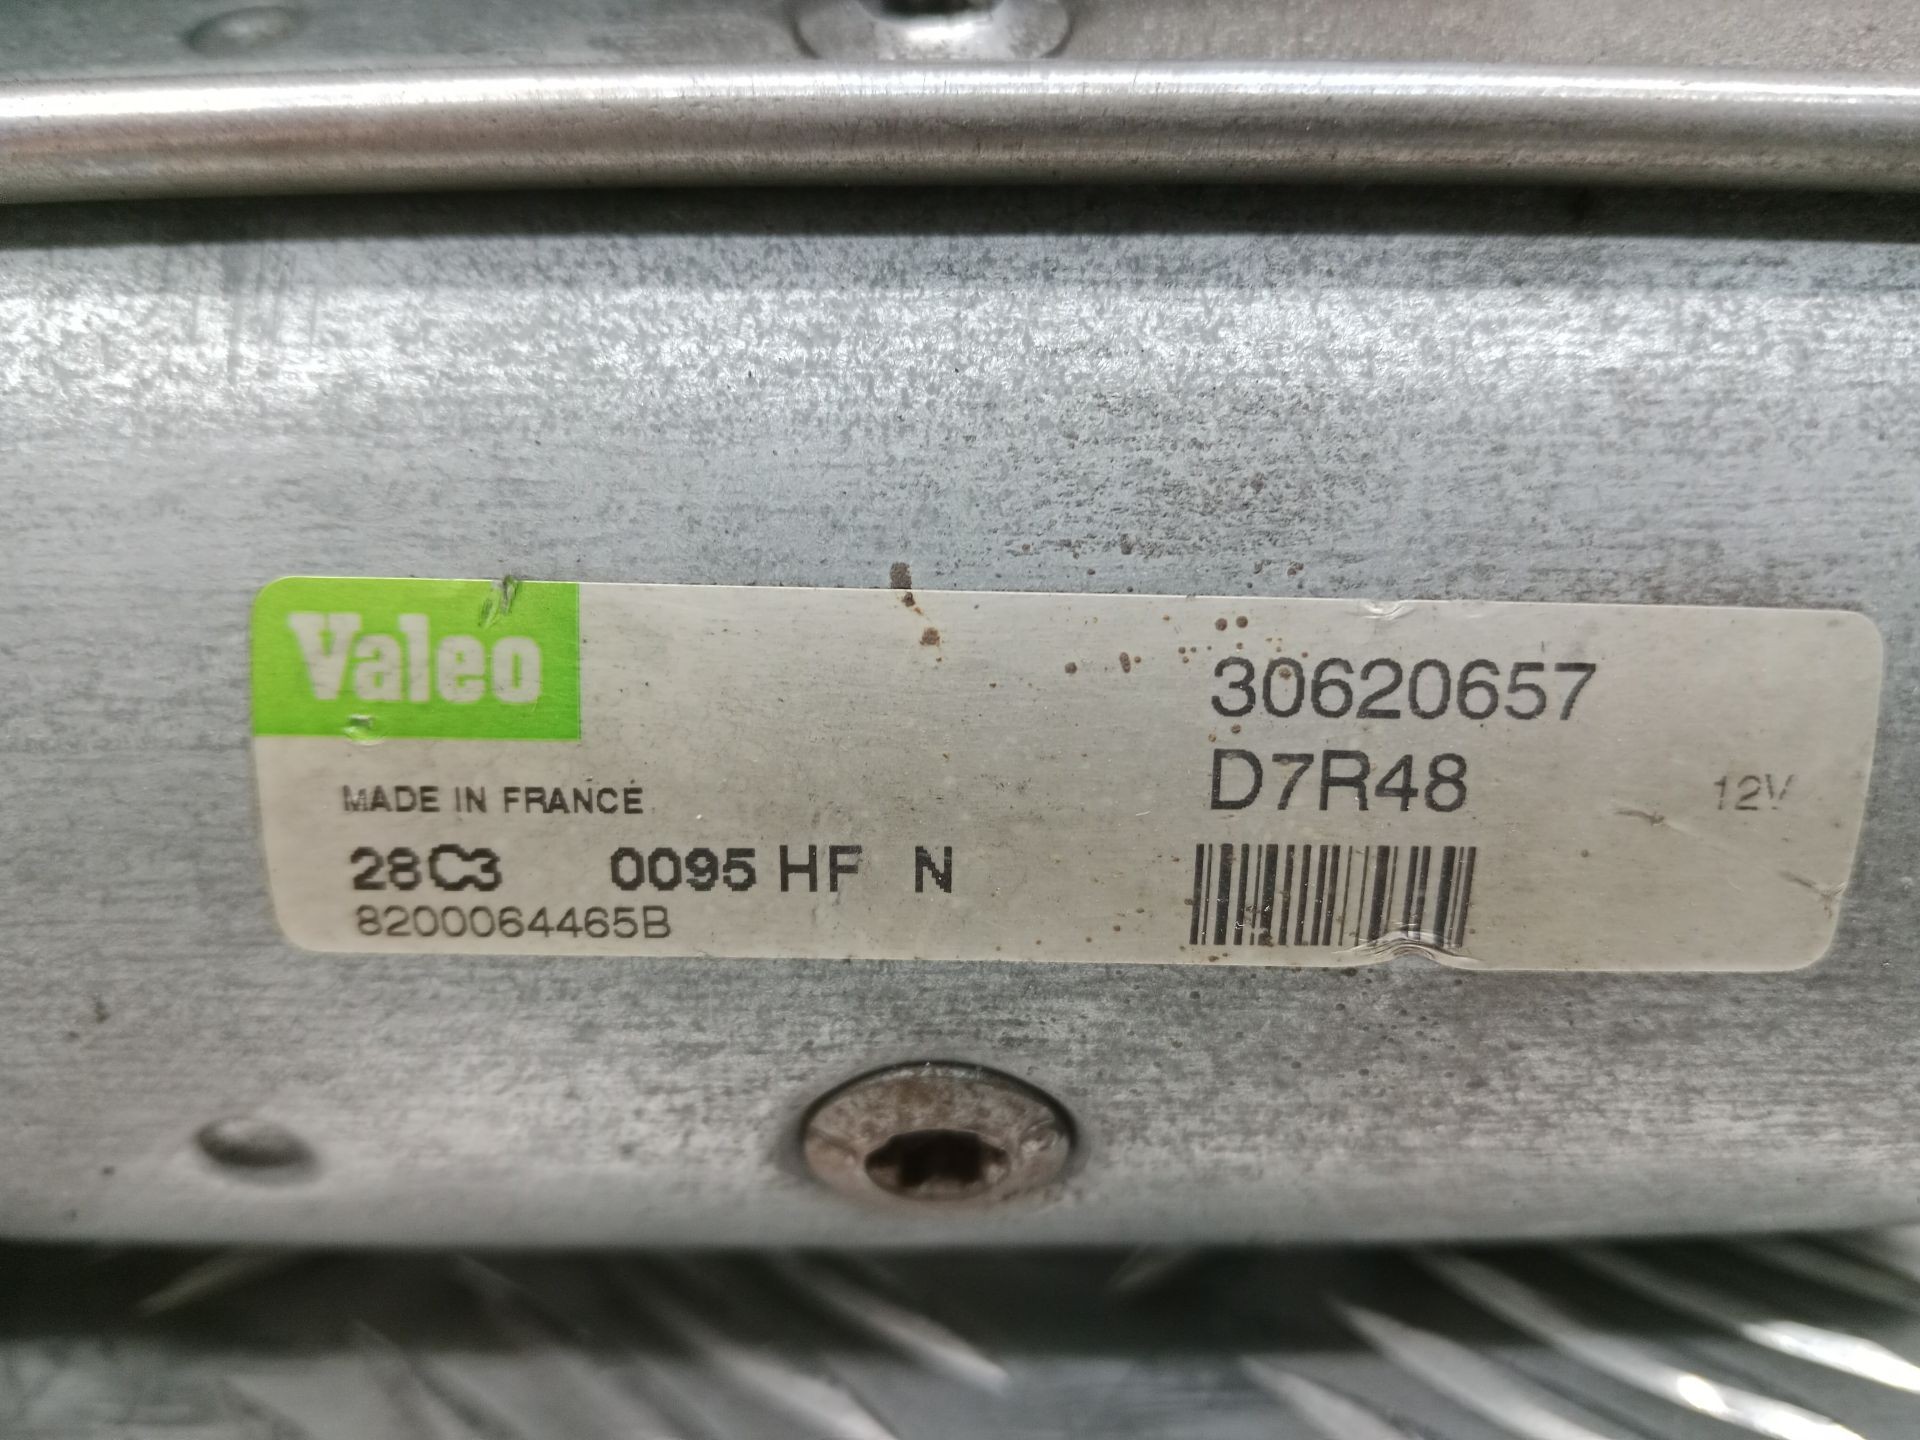 Valeo
30620657
D7R48
12V
MADE IN FRANCE
28C3 0095 HF N
8200064465B